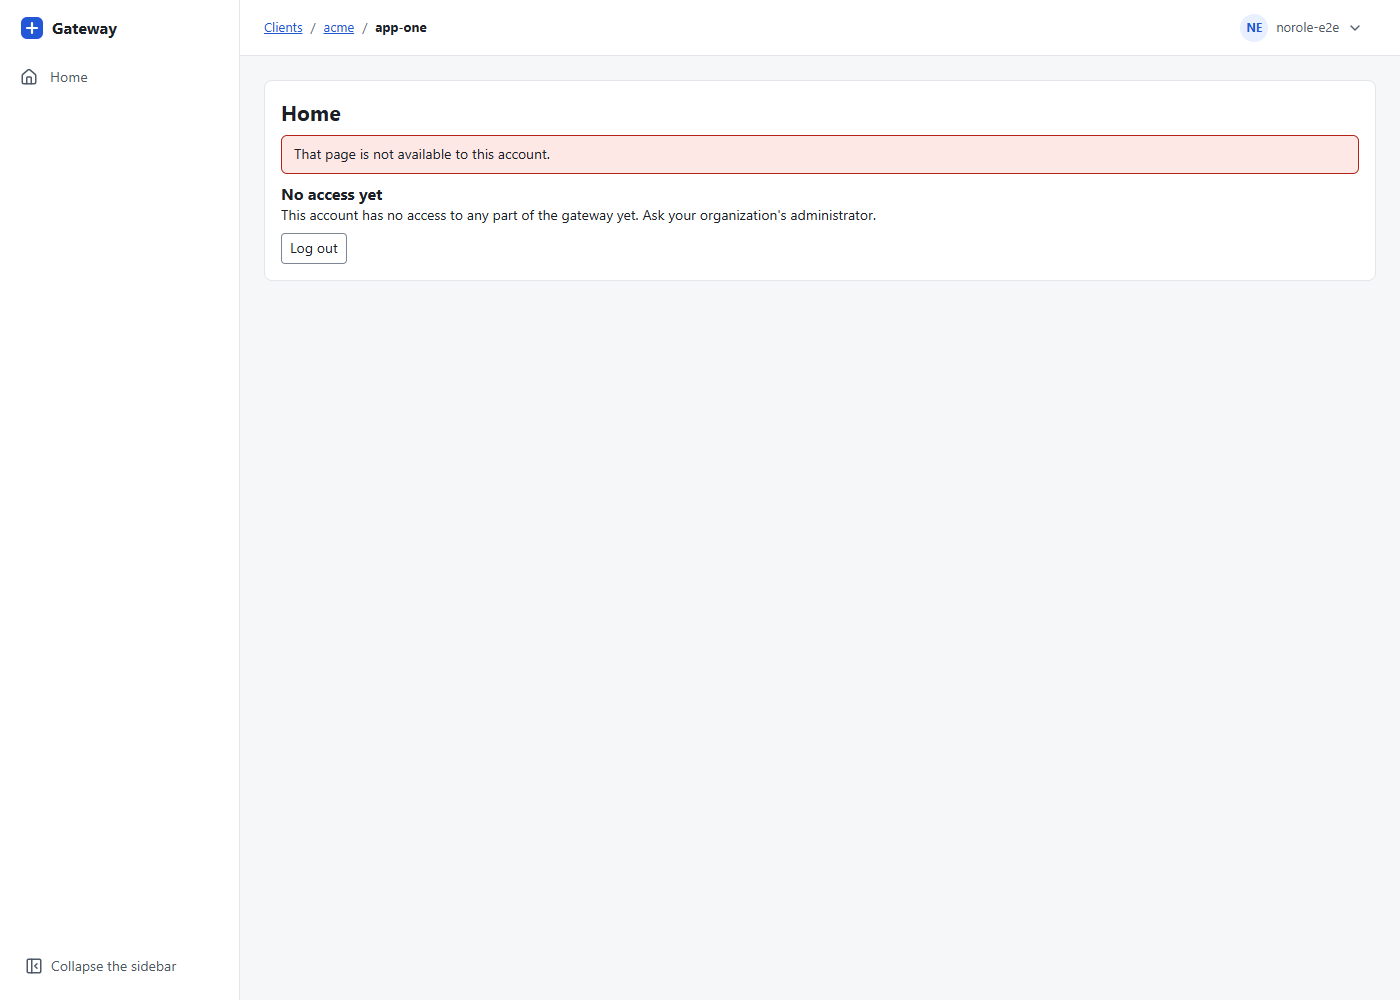 Gateway
Clients / acme / app-one
NE norole-e2e
Home
Home
That page is not available to this account.
No access yet
This account has no access to any part of the gateway yet. Ask your organization's administrator.
Log out
Collapse the sidebar